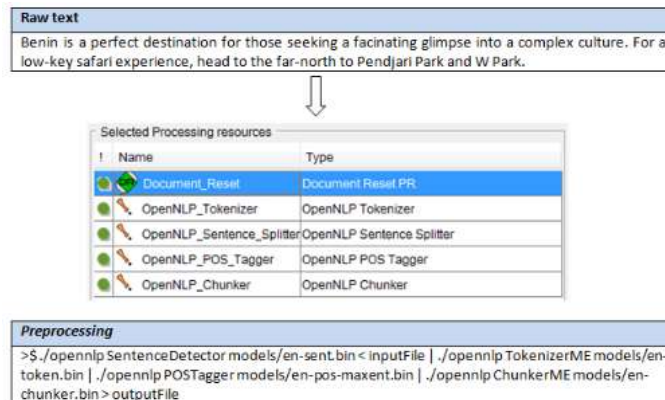 Raw text
Benin is a perfect destination for those seeking a facinating glimpse into a complex culture. For a
low-key safari experience, head to the far-north to Pendjari Park and W Park.
Selected Processing resources
! Name Type
Document_Reset Document Reset PR
OpenNLP_Tokenizer OpenNLP Tokenizer
OpenNLP_Sentence_Splitter OpenNLP Sentence Splitter
OpenNLP_POS_Tagger OpenNLP POS Tagger
OpenNLP_Chunker OpenNLP Chunker
Preprocessing
>$./opennlp SentenceDetector models/en-sent.bin < inputFile | ./opennlp TokenizerME models/en-
token.bin | ./opennlp POSTagger models/en-pos-maxent.bin | ./opennlp ChunkerME models/en-
chunker.bin > outputFile